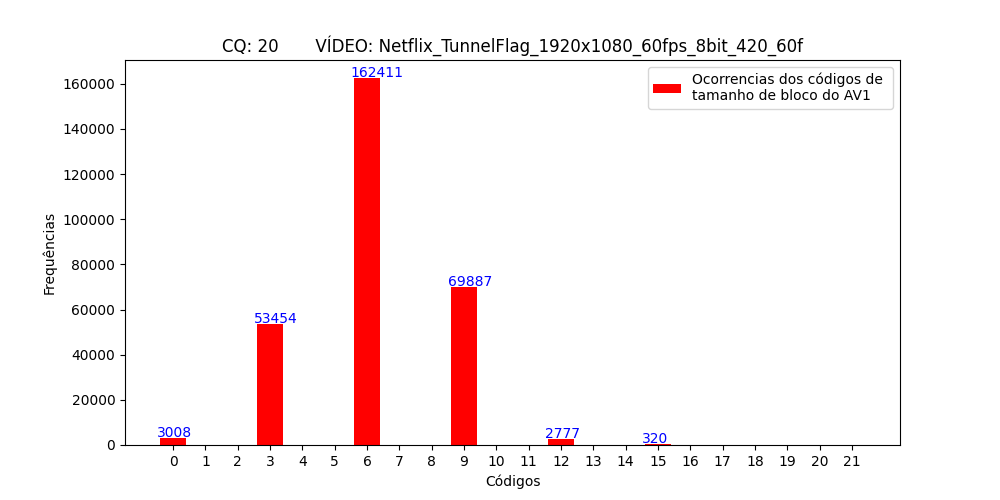 CQ: 20 VÍDEO: Netflix_TunnelFlag_1920x1080_60fps_8bit_420_60f
Ocorrencias dos códigos de
tamanho de bloco do AV1
Frequências
160000
140000
120000
100000
80000
60000
40000
20000
0
3008
53454
162411
69887
2777
320
0 1 2 3 4 5 6 7 8 9 10 11 12 13 14 15 16 17 18 19 20 21
Códigos